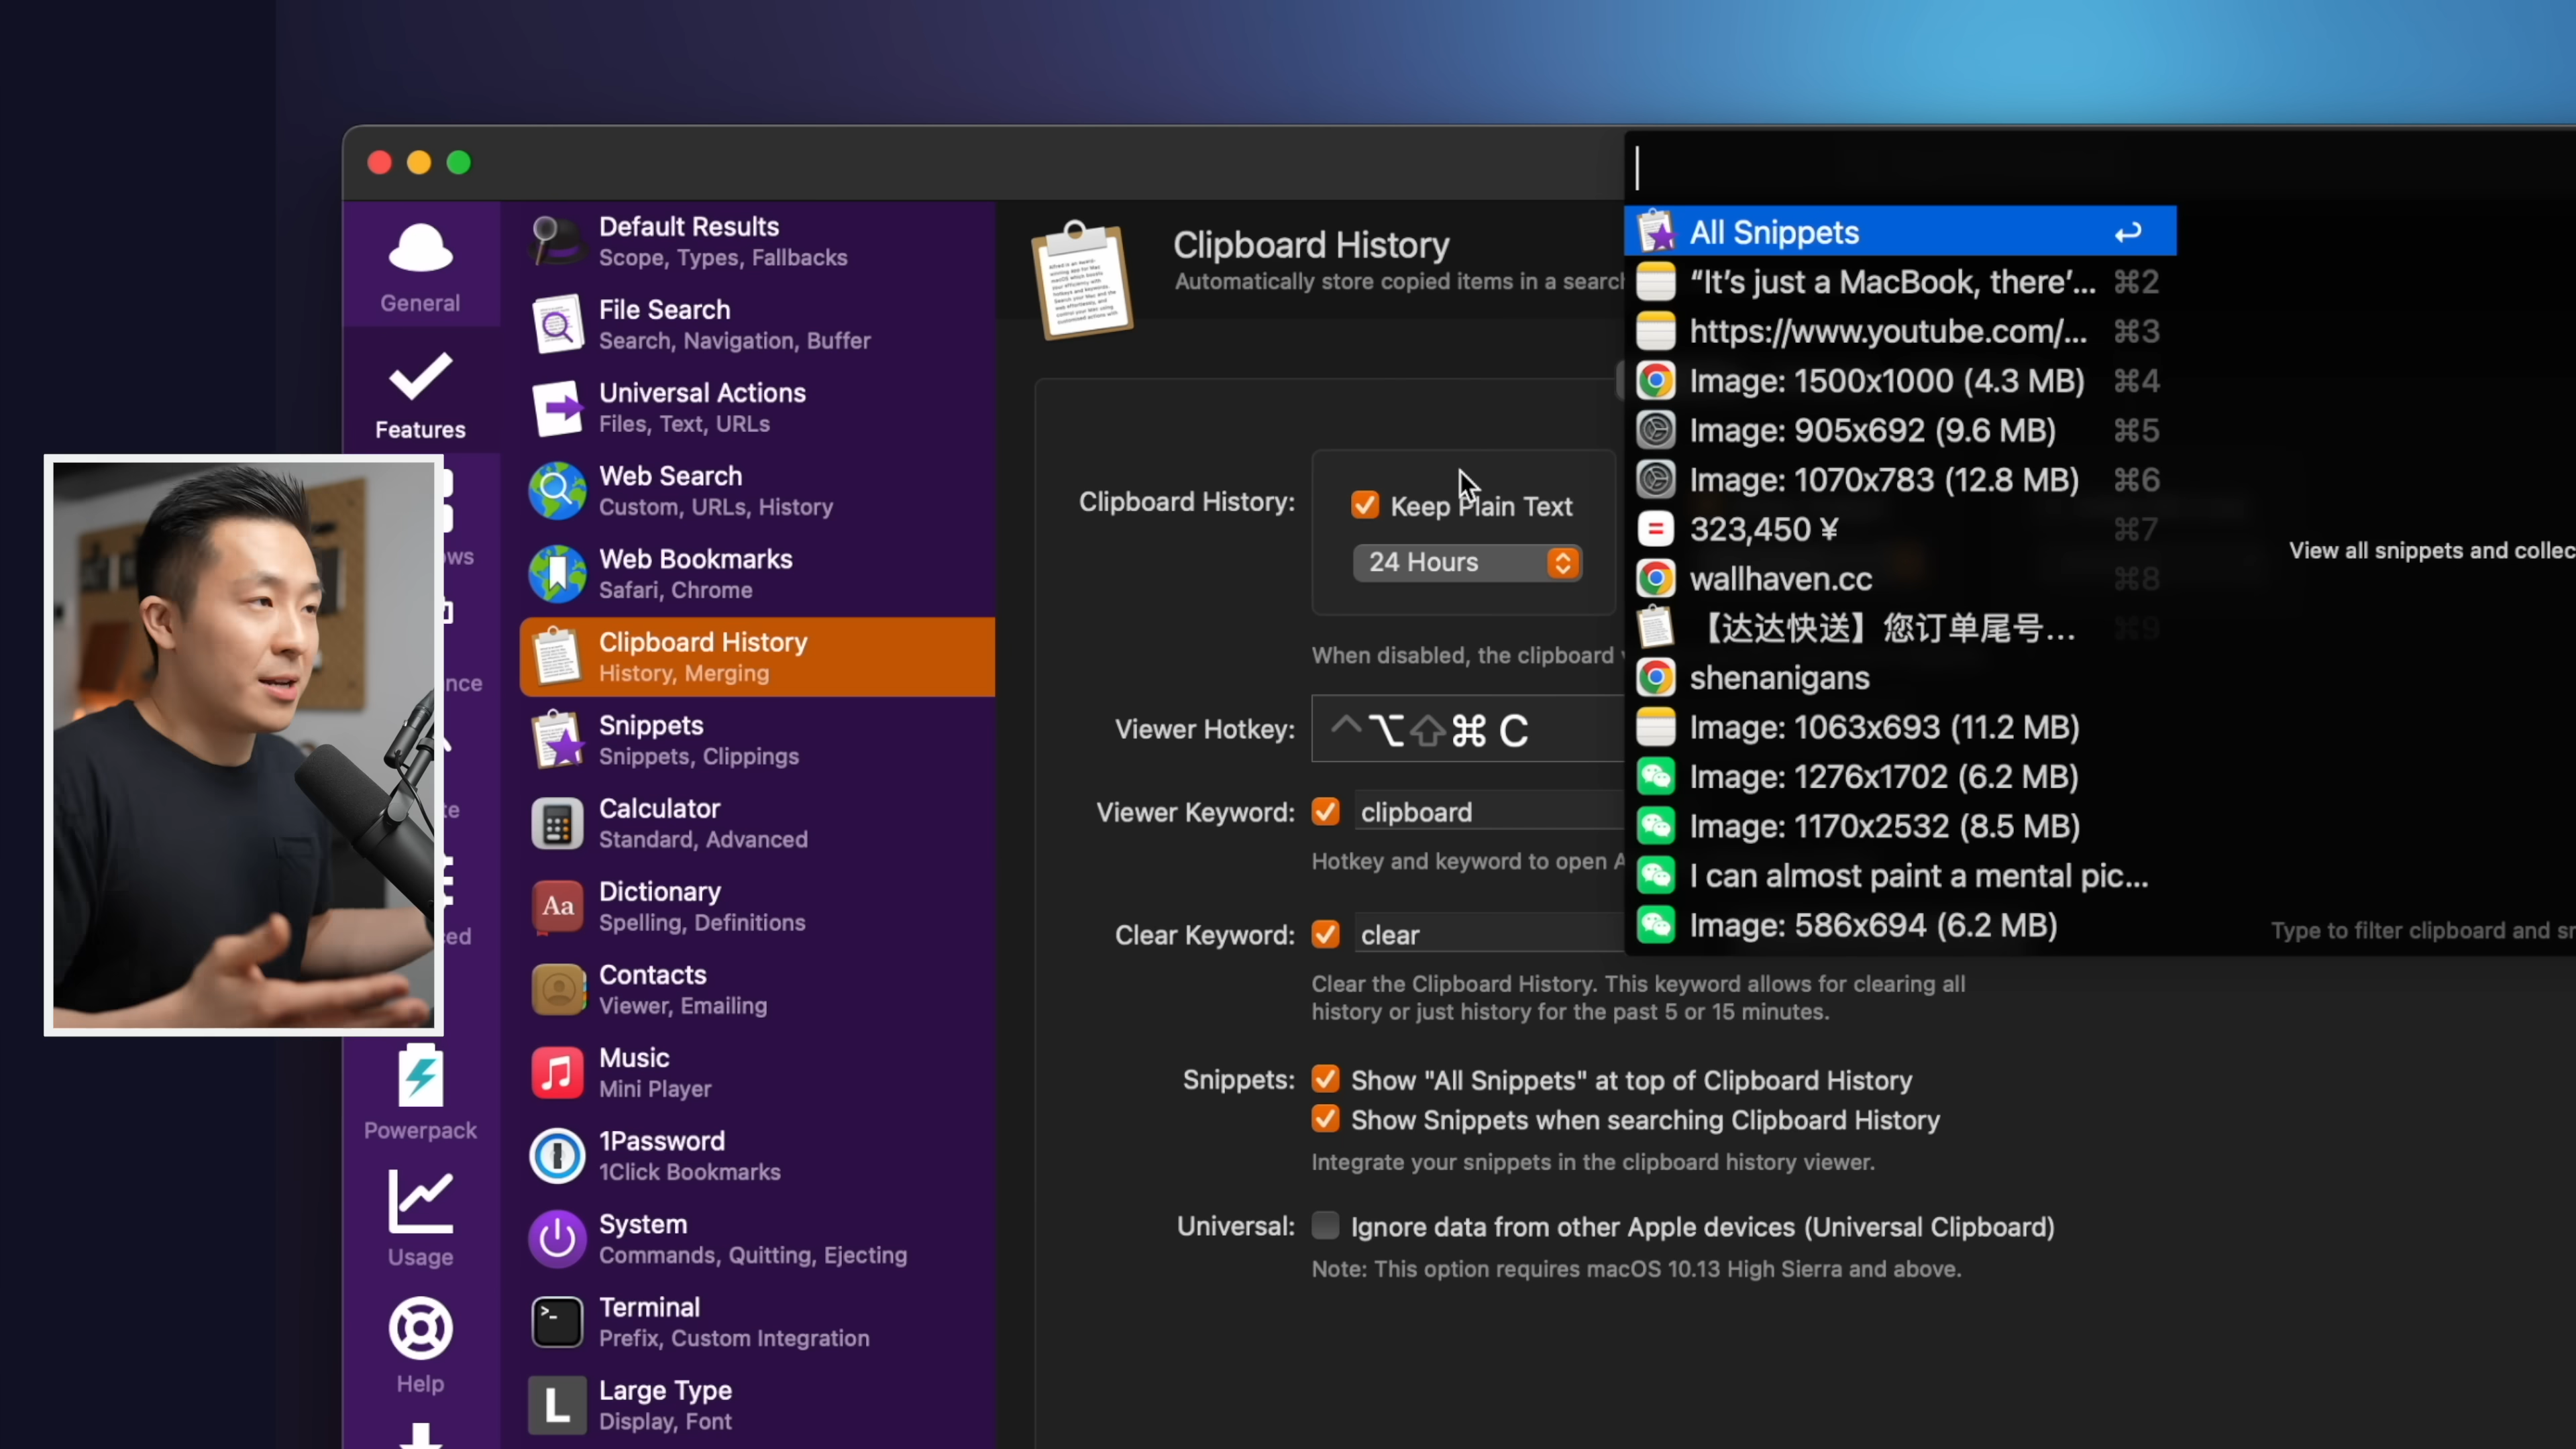 General
Features
ows
nce
te
ced
Powerpack
Usage
Help
Default Results
Scope, Types, Fallbacks
File Search
Search, Navigation, Buffer
Universal Actions
Files, Text, URLs
Web Search
Custom, URLs, History
Web Bookmarks
Safari, Chrome
Clipboard History
History, Merging
Snippets
Snippets, Clippings
Calculator
Standard, Advanced
Aa
Dictionary
Spelling, Definitions
Contacts
Viewer, Emailing
Music
Mini Player
1Password
1Click Bookmarks
System
Commands, Quitting, Ejecting
>_
Terminal
Prefix, Custom Integration
L
Large Type
Display, Font
Clipboard History
Automatically store copied items in a searc
Clipboard History:
Keep Plain Text
24 Hours
When disabled, the clipboard
Viewer Hotkey: ^⌥⇧⌘ C
Viewer Keyword: clipboard
Hotkey and keyword to open
Clear Keyword: clear
Clear the Clipboard History. This keyword allows for clearing all
history or just history for the past 5 or 15 minutes.
Snippets: Show "All Snippets" at top of Clipboard History
Show Snippets when searching Clipboard History
Integrate your snippets in the clipboard history viewer.
Universal: Ignore data from other Apple devices (Universal Clipboard)
Note: This option requires macOS 10.13 High Sierra and above.
All Snippets ↩
“It’s just a MacBook, there’... ⌘2
https://www.youtube.com/... ⌘3
Image: 1500x1000 (4.3 MB) ⌘4
Image: 905x692 (9.6 MB) ⌘5
Image: 1070x783 (12.8 MB) ⌘6
323,450 ¥ ⌘7
wallhaven.cc ⌘8
【达达快送】您订单尾号... ⌘9
shenanigans
Image: 1063x693 (11.2 MB)
Image: 1276x1702 (6.2 MB)
Image: 1170x2532 (8.5 MB)
I can almost paint a mental pic...
Image: 586x694 (6.2 MB)
View all snippets and collec
Type to filter clipboard and sn